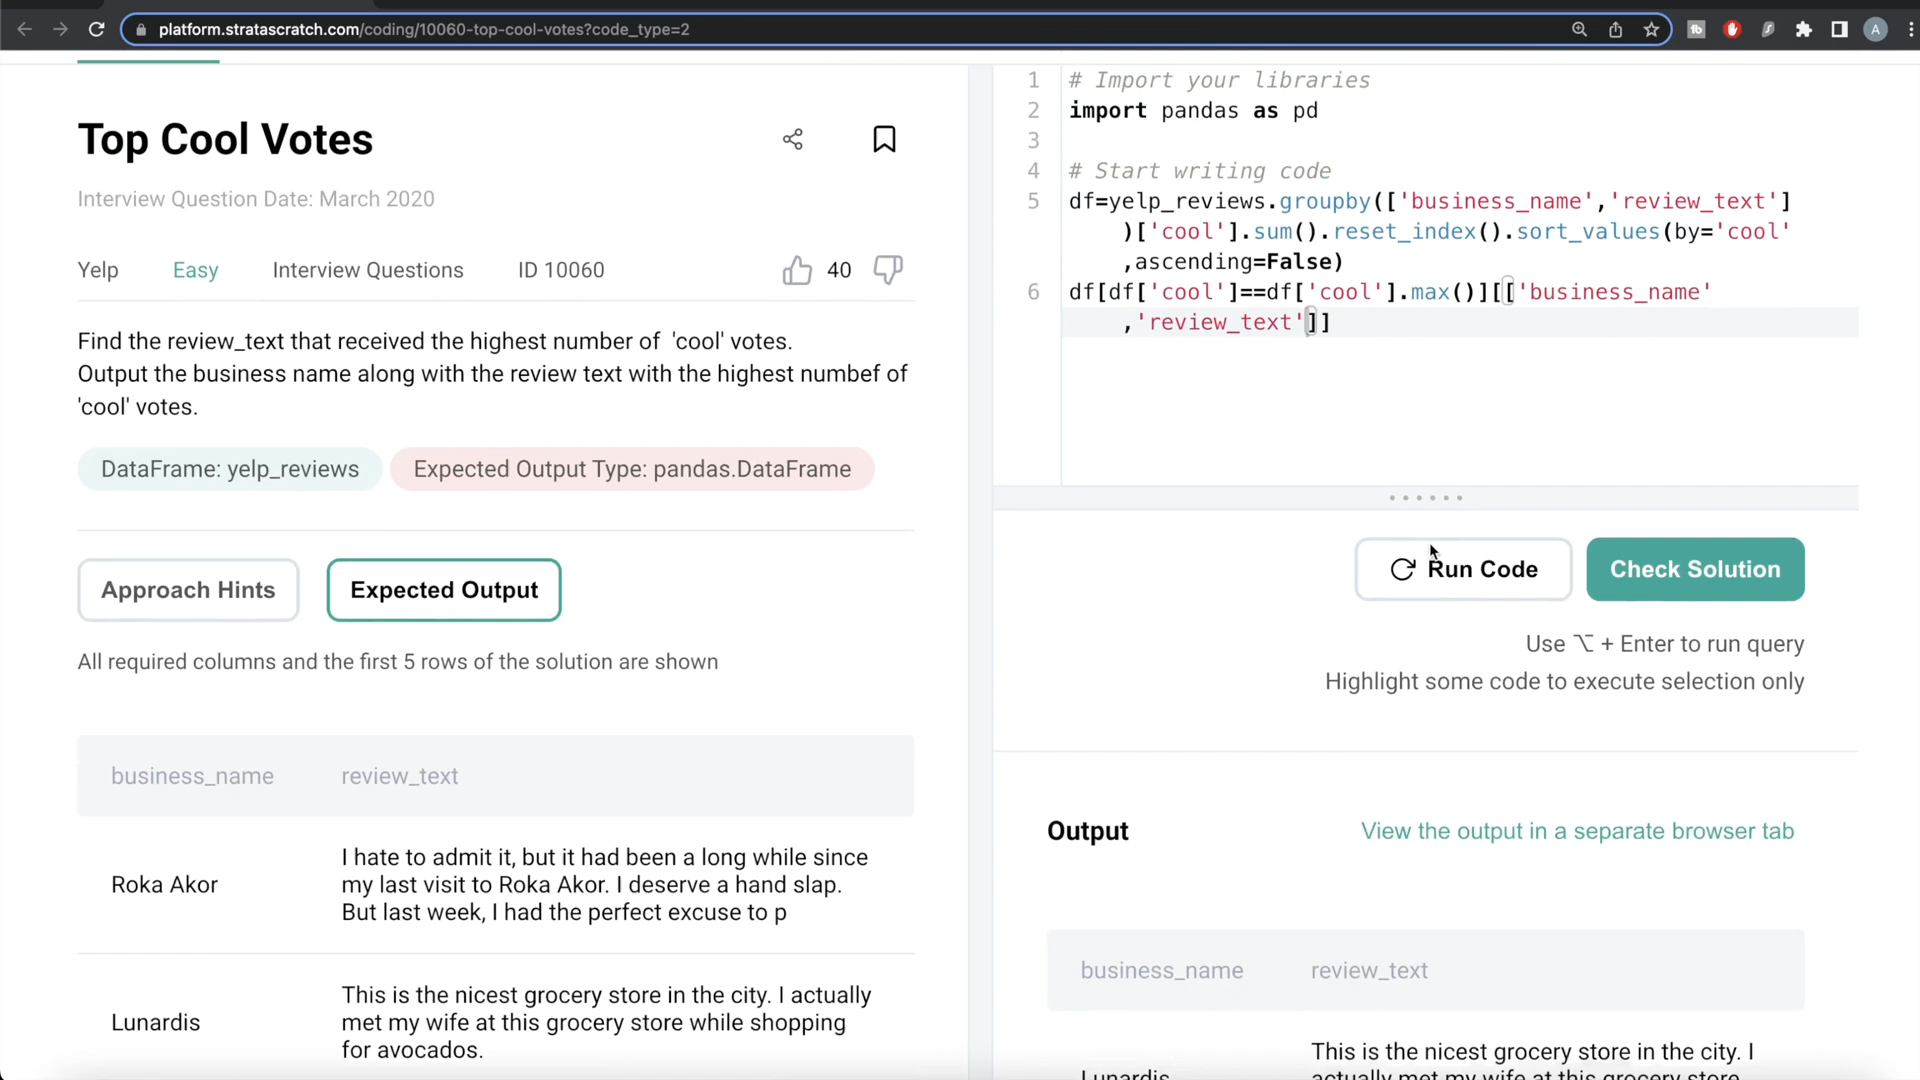 platform.stratascratch.com/coding/10060-top-cool-votes?code_type=2
A
Top Cool Votes
Interview Question Date: March 2020
Yelp Easy Interview Questions ID 10060 40
Find the review_text that received the highest number of 'cool' votes.
Output the business name along with the review text with the highest numbef of
'cool' votes.
DataFrame: yelp_reviews Expected Output Type: pandas.DataFrame
Approach Hints Expected Output
All required columns and the first 5 rows of the solution are shown
business_name review_text
Roka Akor
I hate to admit it, but it had been a long while since
my last visit to Roka Akor. I deserve a hand slap.
But last week, I had the perfect excuse to p
Lunardis
This is the nicest grocery store in the city. I actually
met my wife at this grocery store while shopping
for avocados.
1 # Import your libraries
2 import pandas as pd
3
4 # Start writing code
5 df=yelp_reviews.groupby(['business_name','review_text']
)['cool'].sum().reset_index().sort_values(by='cool'
,ascending=False)
6 df[df['cool']==df['cool'].max()][['business_name'
,'review_text']]
Run Code Check Solution
Use ⌥ + Enter to run query
Highlight some code to execute selection only
Output View the output in a separate browser tab
business_name review_text
Lunardis
This is the nicest grocery store in the city. I
actually met my wife at this grocery store